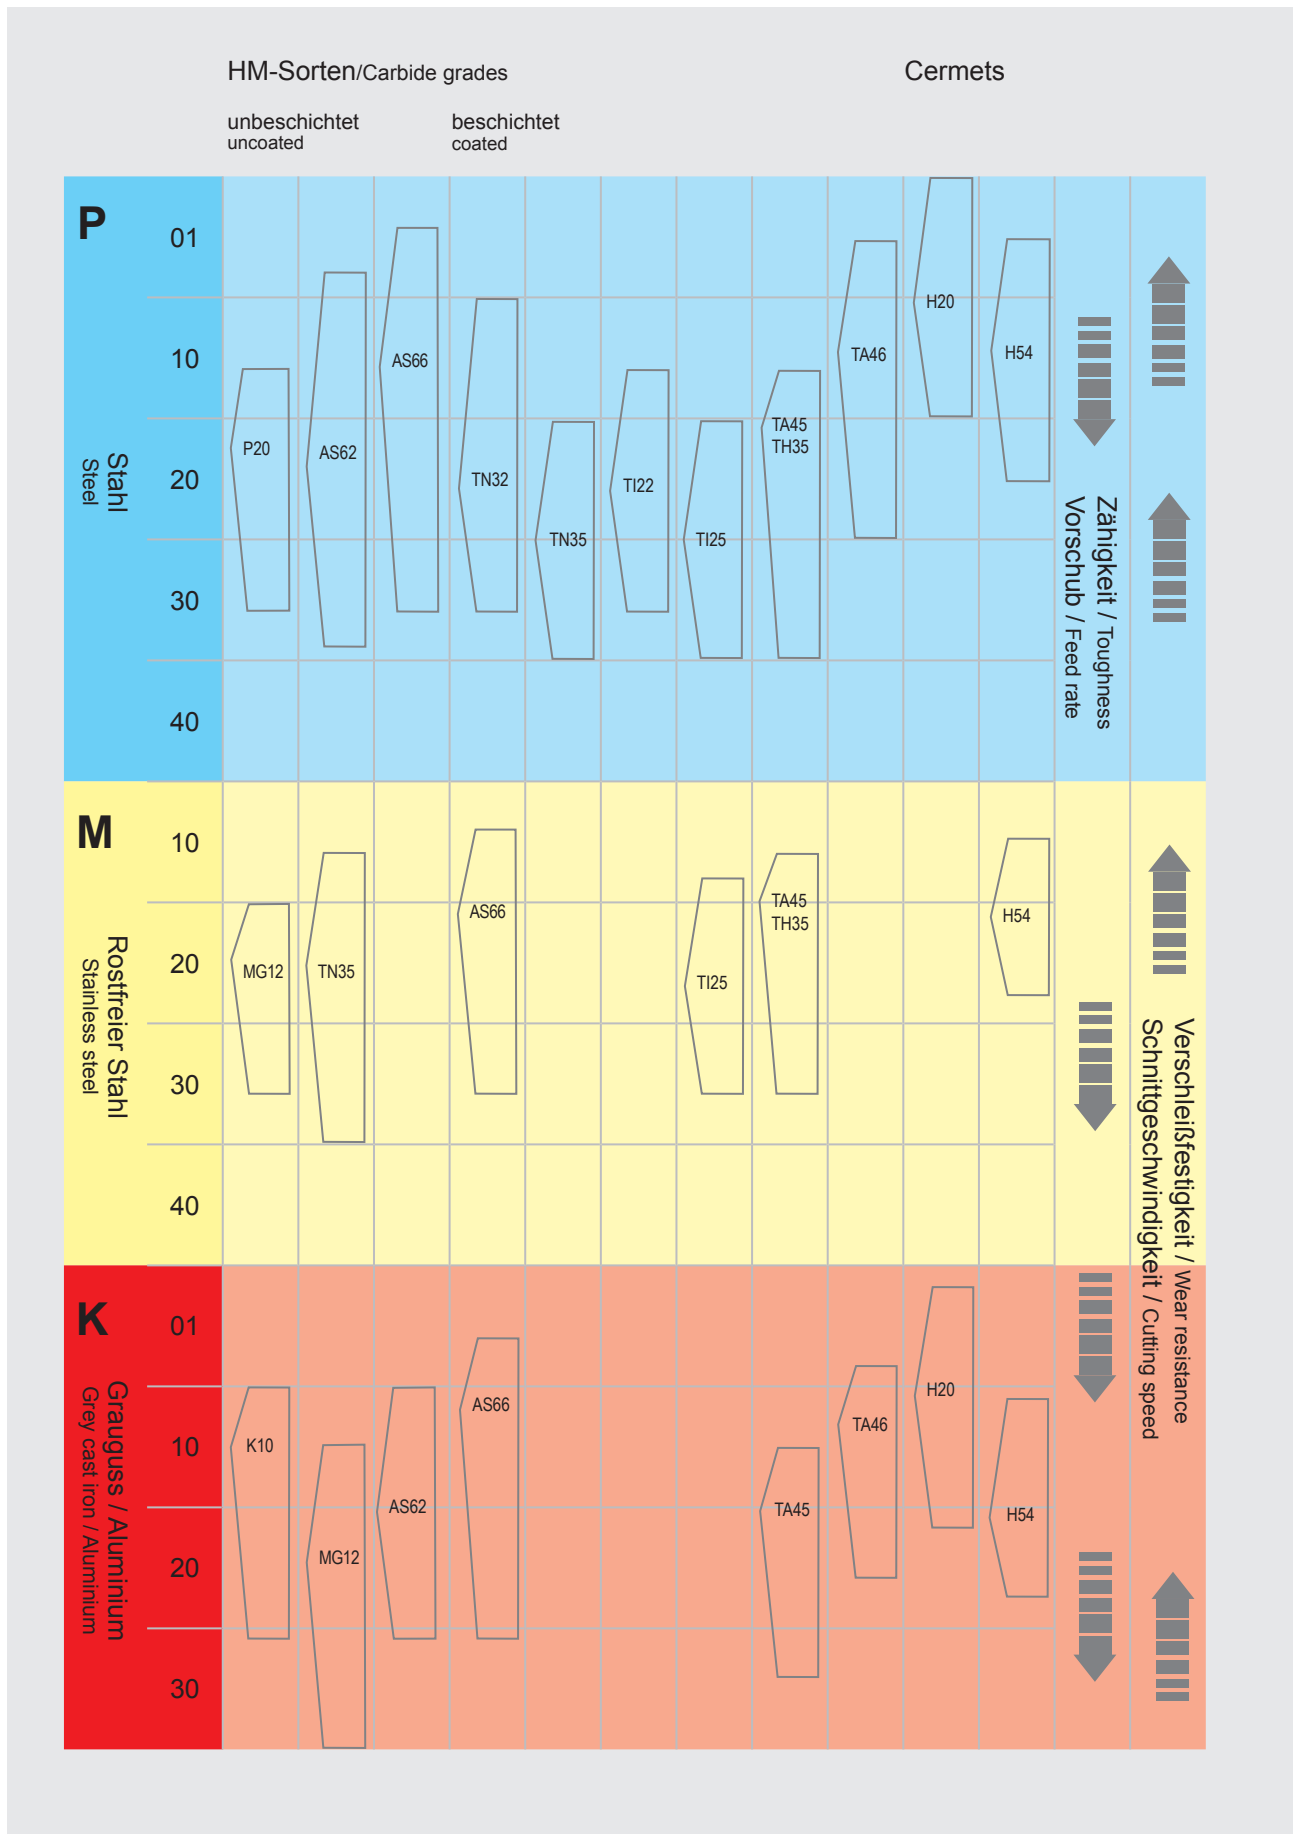 HM-Sorten/Carbide grades
Cermets
unbeschichtet
uncoated
beschichtet
coated
P
Stahl
Steel
01
10
20
30
40
P20
AS62
AS66
TN32
TN35
TI22
TI25
TA45
TH35
TA46
H20
H54
Zähigkeit / Toughness
Vorschub / Feed rate
M
Rostfreier Stahl
Stainless steel
10
20
30
40
MG12
TN35
AS66
TI25
TA45
TH35
H54
Verschleißfestigkeit / Wear resistance
Schnittgeschwindigkeit / Cutting speed
K
Grauguss / Aluminium
Grey cast iron / Aluminium
01
10
20
30
K10
MG12
AS62
AS66
TA45
TA46
H20
H54